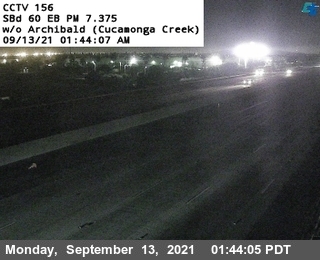 CCTV 156
SBd 60 EB PM 7.375
w/o Archibald (Cucamonga Creek)
09/13/21 01:44:07 AM
Monday, September 13, 2021 01:44:05 PDT